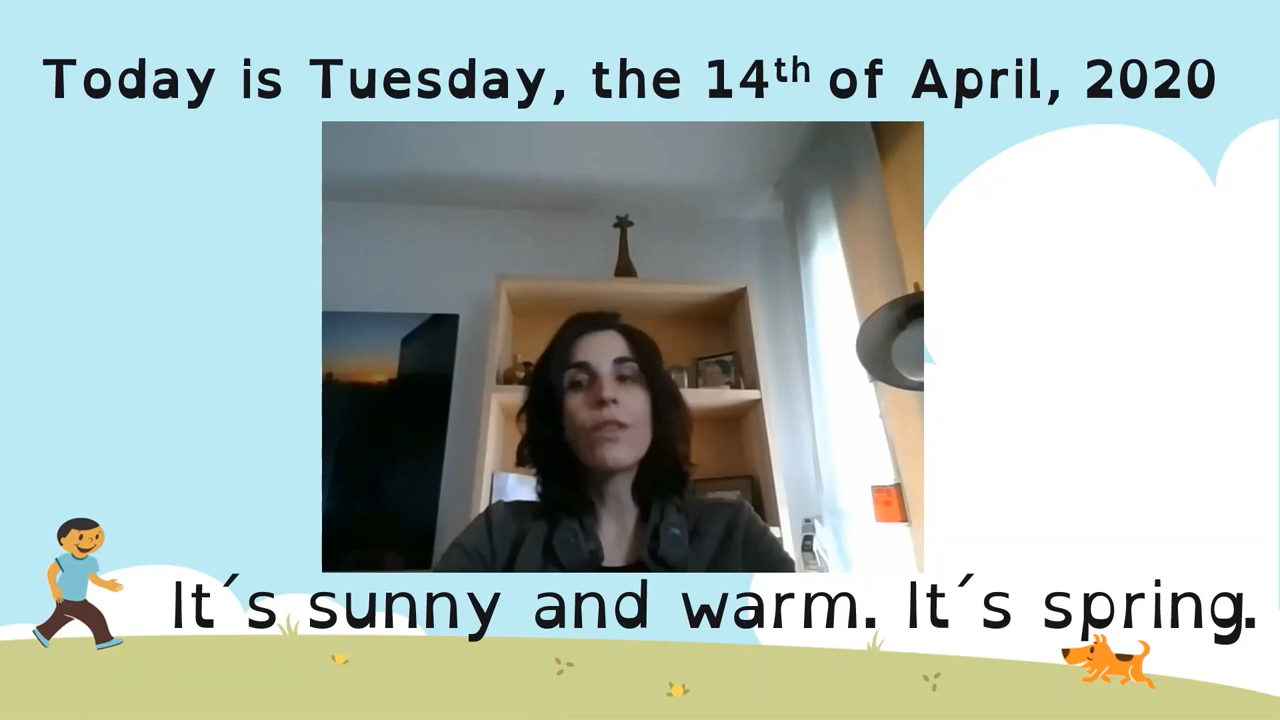 Today is Tuesday, the 14th of April, 2020
It´s sunny and warm. It´s spring.